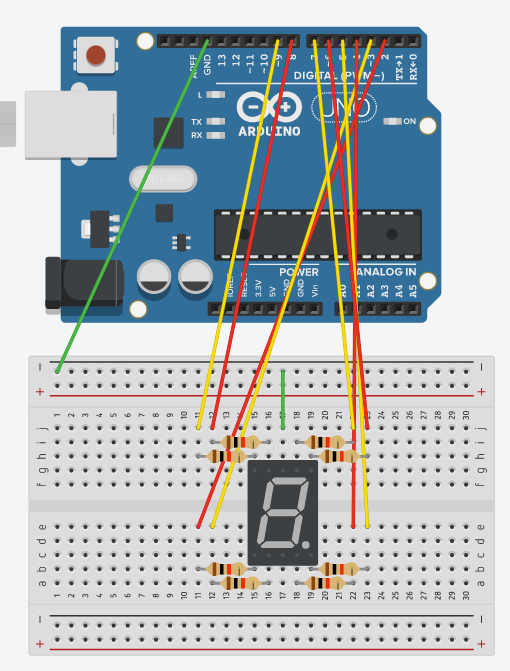 AREF
GND
13
12
~11
~10
~9
8
7
~6
~5
4
~3
2
TX→1
RX←0
DIGITAL (PWM~)
L
TX
RX
ARDUINO
UNO
ON
POWER
ANALOG IN
IOREF
RESET
3.3V
5V
GND
GND
Vin
A0
A1
A2
A3
A4
A5
− −
+ +
1 2 3 4 5 6 7 8 9 10 11 12 13 14 15 16 17 18 19 20 21 22 23 24 25 26 27 28 29 30
j j
i i
h h
g g
f f
e e
d d
c c
b b
a a
1 2 3 4 5 6 7 8 9 10 11 12 13 14 15 16 17 18 19 20 21 22 23 24 25 26 27 28 29 30
− −
+ +